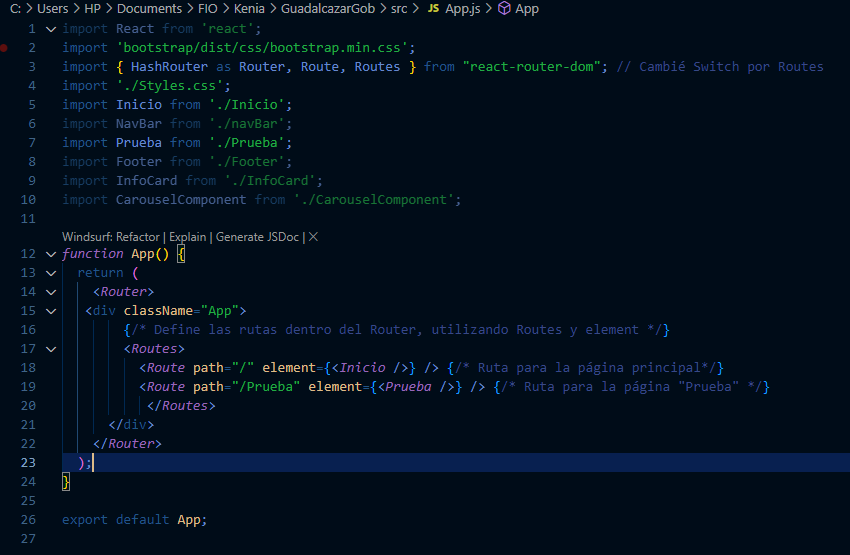 C: > Users > HP > Documents > FIO > Kenia > GuadalcazarGob > src > JS App.js > App
1 import React from 'react';
2 import 'bootstrap/dist/css/bootstrap.min.css';
3 import { HashRouter as Router, Route, Routes } from "react-router-dom"; // Cambié Switch por Routes
4 import './Styles.css';
5 import Inicio from './Inicio';
6 import NavBar from './navBar';
7 import Prueba from './Prueba';
8 import Footer from './Footer';
9 import InfoCard from './InfoCard';
10 import CarouselComponent from './CarouselComponent';
11
Windsurf: Refactor | Explain | Generate JSDoc | X
12 function App() {
13 return (
14 <Router>
15 <div className="App">
16 {/* Define las rutas dentro del Router, utilizando Routes y element */}
17 <Routes>
18 <Route path="/" element={<Inicio />} /> {/* Ruta para la página principal*/}
19 <Route path="/Prueba" element={<Prueba />} /> {/* Ruta para la página "Prueba" */}
20 </Routes>
21 </div>
22 </Router>
23 );
24 }
25
26 export default App;
27